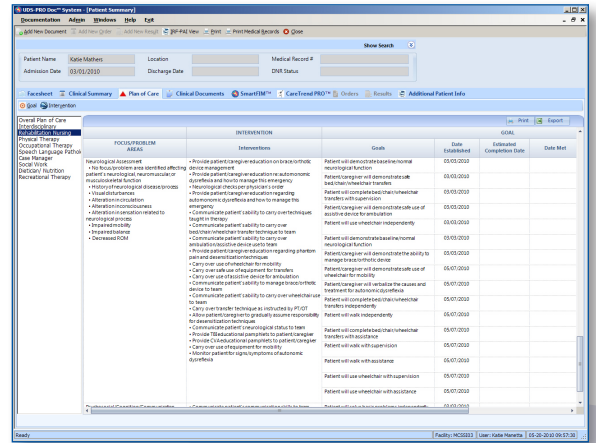 UDS-PRO Doc™ System - [Patient Summary]
Documentation Admin Windows Help Exit
Add New Document Add New Order Add New Result IRF-PAI View Print Print Medical Records Close
Show Search
Patient Name Katie Mathers Location Medical Record #
Admission Date 03/01/2010 Discharge Date DNR Status
Facesheet Clinical Summary Plan of Care Clinical Documents SmartFIM™ CareTrend PRO™ Orders Results Additional Patient Info
Goal Intervention
Print Export
Overall Plan of Care
Interdisciplinary
Rehabilitation Nursing
Physical Therapy
Occupational Therapy
Speech Language Pathol
Case Manager
Social Work
Dietician/ Nutrition
Recreational Therapy
INTERVENTION GOAL
FOCUS/PROBLEM AREAS Interventions Goals Date Established Estimated Completion Date Date Met
Neurological Assessment
• No focus/problem area identified affecting
patient's neurological, neuromuscular, or
musculoskeletal function
• History of neurological disease/process
• Visual disturbances
• Alteration in circulation
• Alteration in consciousness
• Alteration in sensation related to
neurological process
• Impaired mobility
• Impaired balance
• Decreased ROM
• Provide patient/caregiver education on brace/orthotic
device management
• Provide patient/caregiver education re: autonomic
dysreflexia and how to manage this emergency
• Neurological checks per physician's order
• Provide patient/caregiver education regarding
autonomic dysreflexia and how to manage this
emergency
• Communicate patient's ability to carry over techniques
taught in therapy
• Communicate patient's ability to carry over
bed/chair/wheelchair transfer technique to team
• Communicate patient's ability to carry over
ambulation/assistive device use to team
• Provide patient/caregiver education regarding phantom
pain and desensitization techniques
• Carry over use of wheelchair for mobility
• Carry over safe use of equipment for transfers
• Carry over use of assistive device for ambulation
• Communicate patient's ability to manage brace/orthotic
device to team
• Communicate patient's ability to carry over wheelchair use
to team
• Carry over transfer technique as instructed by PT/OT
• Allow patient/caregiver to gradually assume responsibility
for desensitization techniques
• Communicate patient's neurological status to team
• Provide TBI educational pamphlets to patient/caregiver
• Provide CVA educational pamphlets to patient/caregiver
• Carry over use of equipment for mobility
• Monitor patient for signs/symptoms of autonomic
dysreflexia
Patient will demostrate baseline/normal
neurological function 03/03/2010
Patient/caregiver will demonstrate safe
bed/chair/wheelchair transfers 03/03/2010
Patient will complete bed/chair/wheelchair
transfers with supervision 03/03/2010
Patient/caregiver will demonstrate safe use of
assistive device for ambulation 03/03/2010
Patient will use wheelchair independently 03/03/2010
Patient will demonstrate baseline/normal
neurological function 03/03/2010
Patient/caregiver will demonstrate the ability to
manage brace/orthotic device 03/03/2010
Patient/caregiver will demonstrate safe use of
wheelchair for mobility 05/07/2010
Patient/caregiver will verbalize the causes and
treatment for autonomic dysreflexia 05/07/2010
Patient will complete bed/chair/wheelchair
transfers independently 05/07/2010
Patient will walk independently 05/07/2010
Patient will complete bed/chair/wheelchair
transfers with assistance 05/07/2010
Patient will walk with supervision 05/07/2010
Patient will walk with assistance 05/07/2010
Patient will use wheelchair with supervision 05/07/2010
Patient will use wheelchair with assistance 05/07/2010
Ready Facility: MCSSI03 User: Katie Manetta 05-20-2010 09:57:30